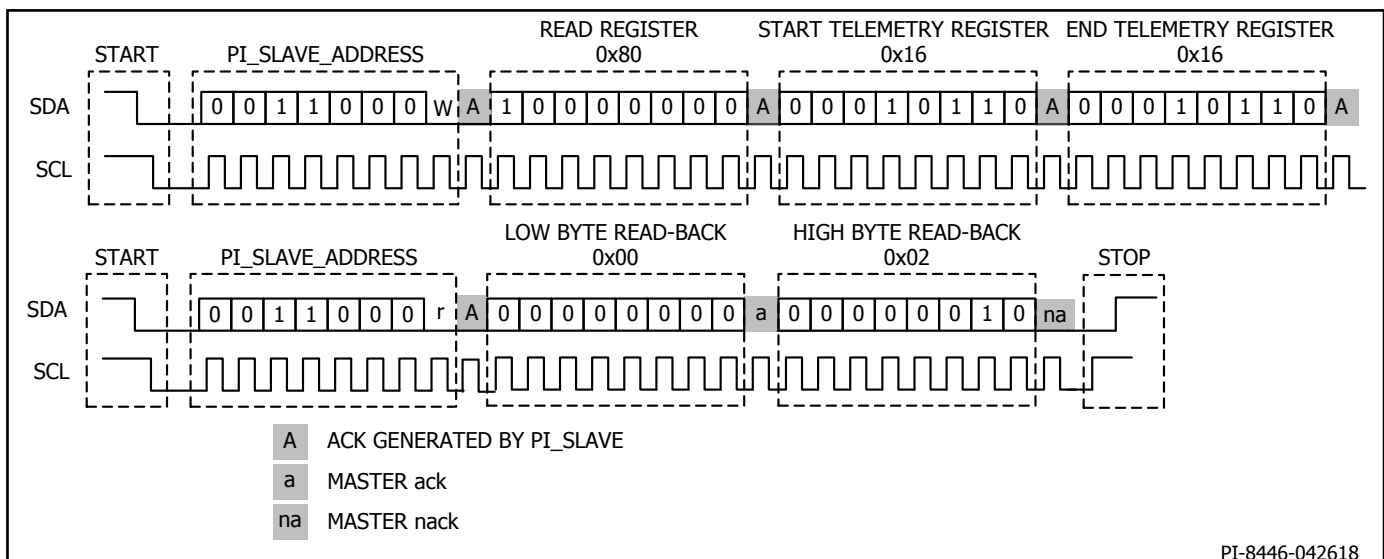 READ REGISTER START TELEMETRY REGISTER END TELEMETRY REGISTER
START PI_SLAVE_ADDRESS 0x80 0x16 0x16
SDA 0 0 1 1 0 0 0 W A 1 0 0 0 0 0 0 0 A 0 0 0 1 0 1 1 0 A 0 0 0 1 0 1 1 0 A
SCL
LOW BYTE READ-BACK HIGH BYTE READ-BACK
START PI_SLAVE_ADDRESS 0x00 0x02 STOP
SDA 0 0 1 1 0 0 0 r A 0 0 0 0 0 0 0 0 a 0 0 0 0 0 0 1 0 na
SCL
A ACK GENERATED BY PI_SLAVE
a MASTER ack
na MASTER nack
PI-8446-042618